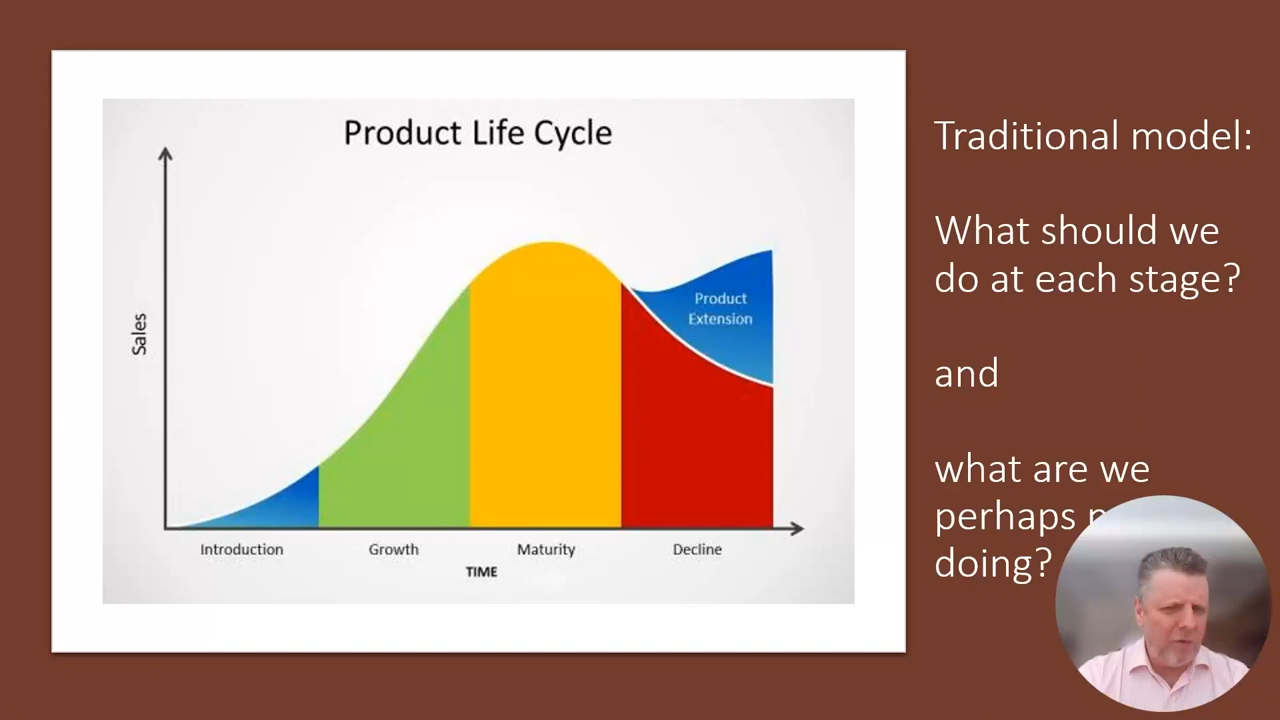 Product Life Cycle
Sales
Product
Extension
Introduction
Growth
Maturity
Decline
TIME
Traditional model:
What should we
do at each stage?
and
what are we
perhaps
doing?